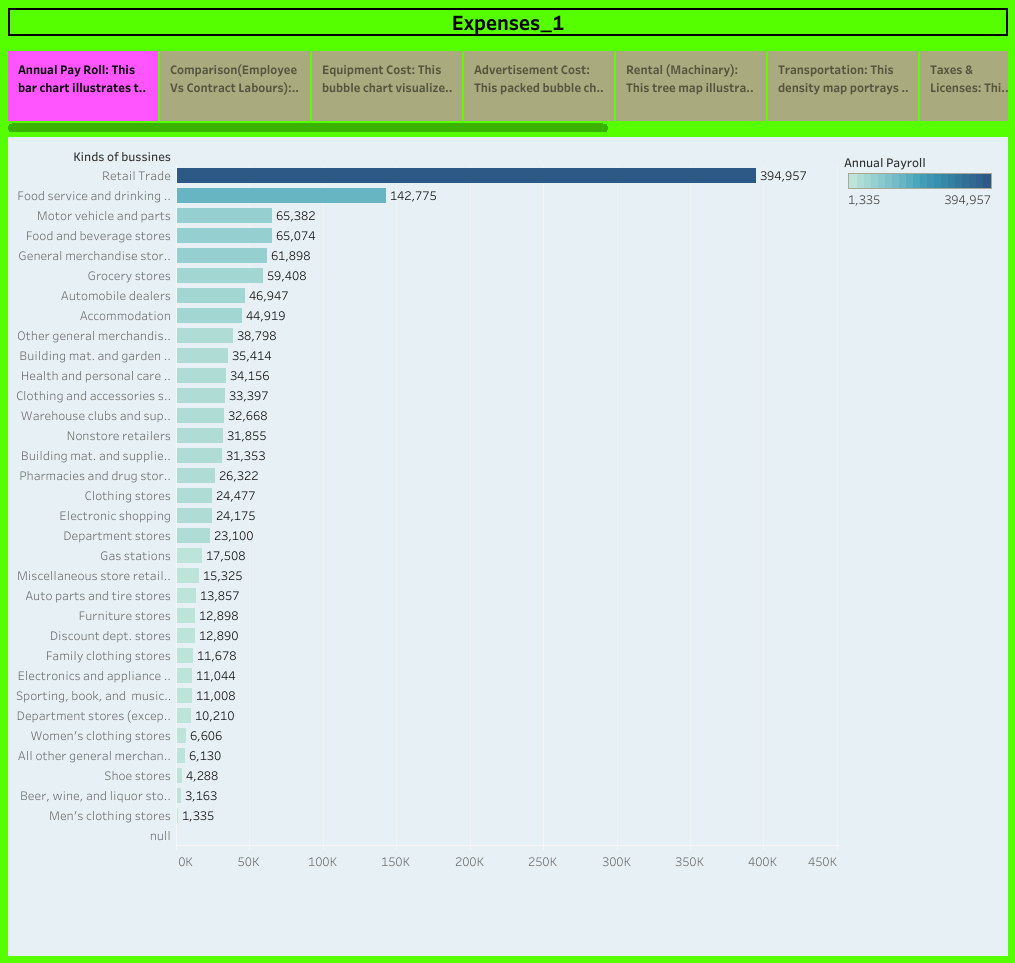 Expenses_1
Annual Pay Roll: This
bar chart illustrates t..
Comparison(Employee
Vs Contract Labours):..
Equipment Cost: This
bubble chart visualize..
Advertisement Cost:
This packed bubble ch..
Rental (Machinary):
This tree map illustra..
Transportation: This
density map portrays ..
Taxes &
Licenses: Thi..
Kinds of bussines
Retail Trade 394,957
Food service and drinking .. 142,775
Motor vehicle and parts 65,382
Food and beverage stores 65,074
General merchandise stor.. 61,898
Grocery stores 59,408
Automobile dealers 46,947
Accommodation 44,919
Other general merchandis.. 38,798
Building mat. and garden .. 35,414
Health and personal care .. 34,156
Clothing and accessories s.. 33,397
Warehouse clubs and sup.. 32,668
Nonstore retailers 31,855
Building mat. and supplie.. 31,353
Pharmacies and drug stor.. 26,322
Clothing stores 24,477
Electronic shopping 24,175
Department stores 23,100
Gas stations 17,508
Miscellaneous store retail.. 15,325
Auto parts and tire stores 13,857
Furniture stores 12,898
Discount dept. stores 12,890
Family clothing stores 11,678
Electronics and appliance .. 11,044
Sporting, book, and music.. 11,008
Department stores (excep.. 10,210
Women's clothing stores 6,606
All other general merchan.. 6,130
Shoe stores 4,288
Beer, wine, and liquor sto.. 3,163
Men's clothing stores 1,335
null
0K 50K 100K 150K 200K 250K 300K 350K 400K 450K
Annual Payroll
1,335 394,957